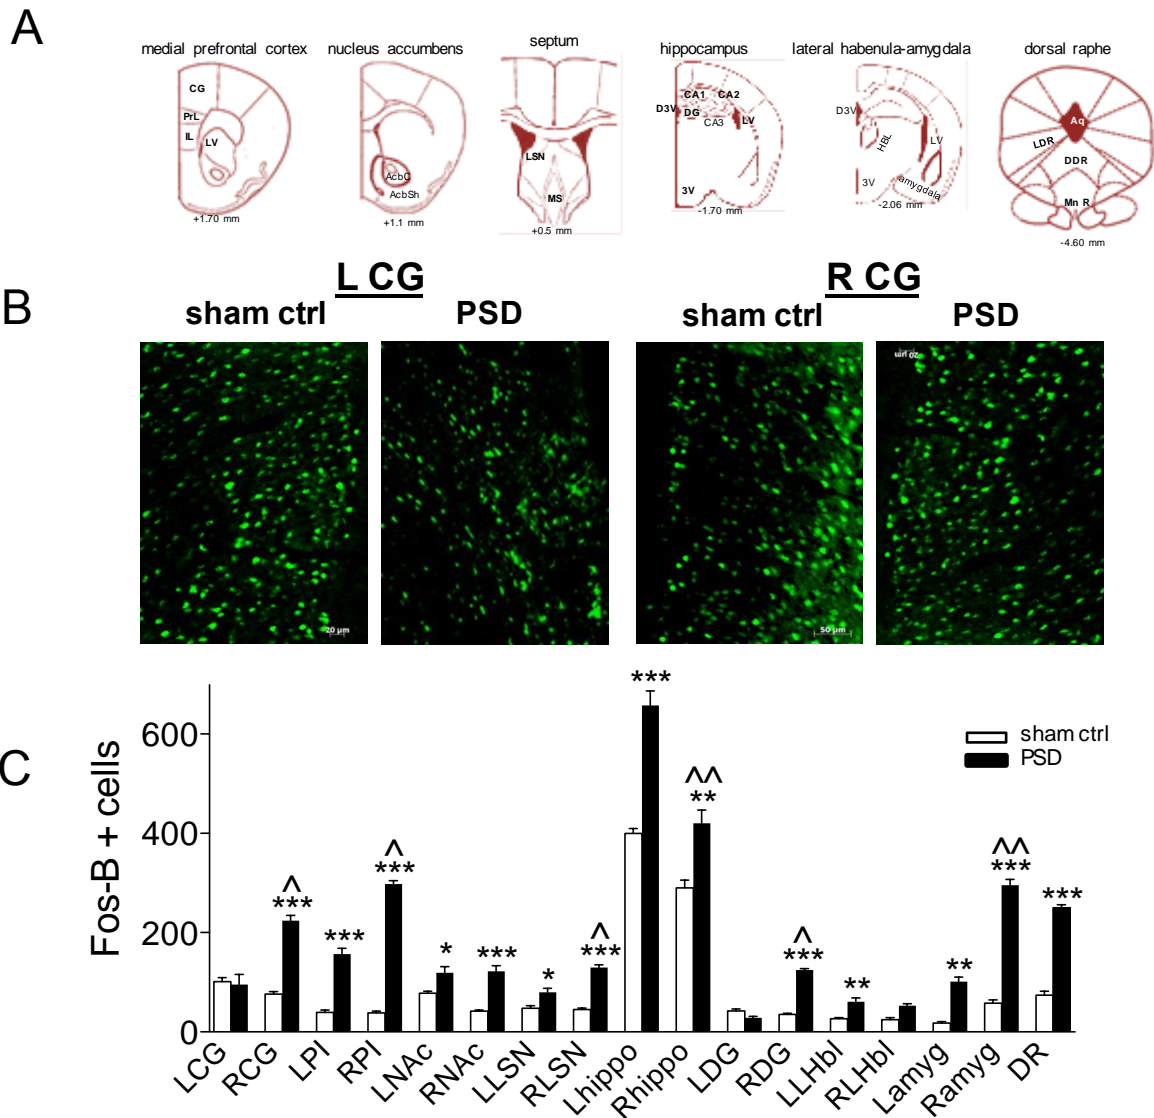 A
medial prefrontal cortex
nucleus accumbens
septum
hippocampus
lateral habenula-amygdala
dorsal raphe
CG
PrL
IL
LV
+1.70 mm
AcbC
AcbSh
+1.1 mm
LSN
MS
+0.5 mm
CA1
CA2
D3V
DG
CA3
LV
3V
-1.70 mm
D3V
HBL
LV
3V
amygdala
-2.06 mm
Aq
LDR
DDR
Mn R
-4.60 mm
B
L CG
R CG
sham ctrl
PSD
sham ctrl
PSD
20 µm
50 µm
20 µm
C
Fos-B + cells
600
400
200
0
sham ctrl
PSD
^
***
***
^
***
*
***
*
^
***
***
^^
**
^
***
**
**
^^
***
***
LCG
RCG
LPI
RPI
LNAc
RNAc
LLSN
RLSN
Lhippo
Rhippo
LDG
RDG
LLHbl
RLHbl
Lamyg
Ramyg
DR